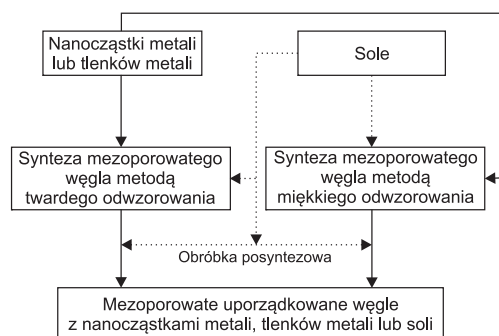 Nanocząstki metali
lub tlenków metali
Sole
Synteza mezoporowatego
węgla metodą
twardego odwzorowania
Synteza mezoporowatego
węgla metodą
miękkiego odwzorowania
Obróbka posyntezowa
Mezoporowate uporządkowane węgle
z nanocząstkami metali, tlenków metali lub soli